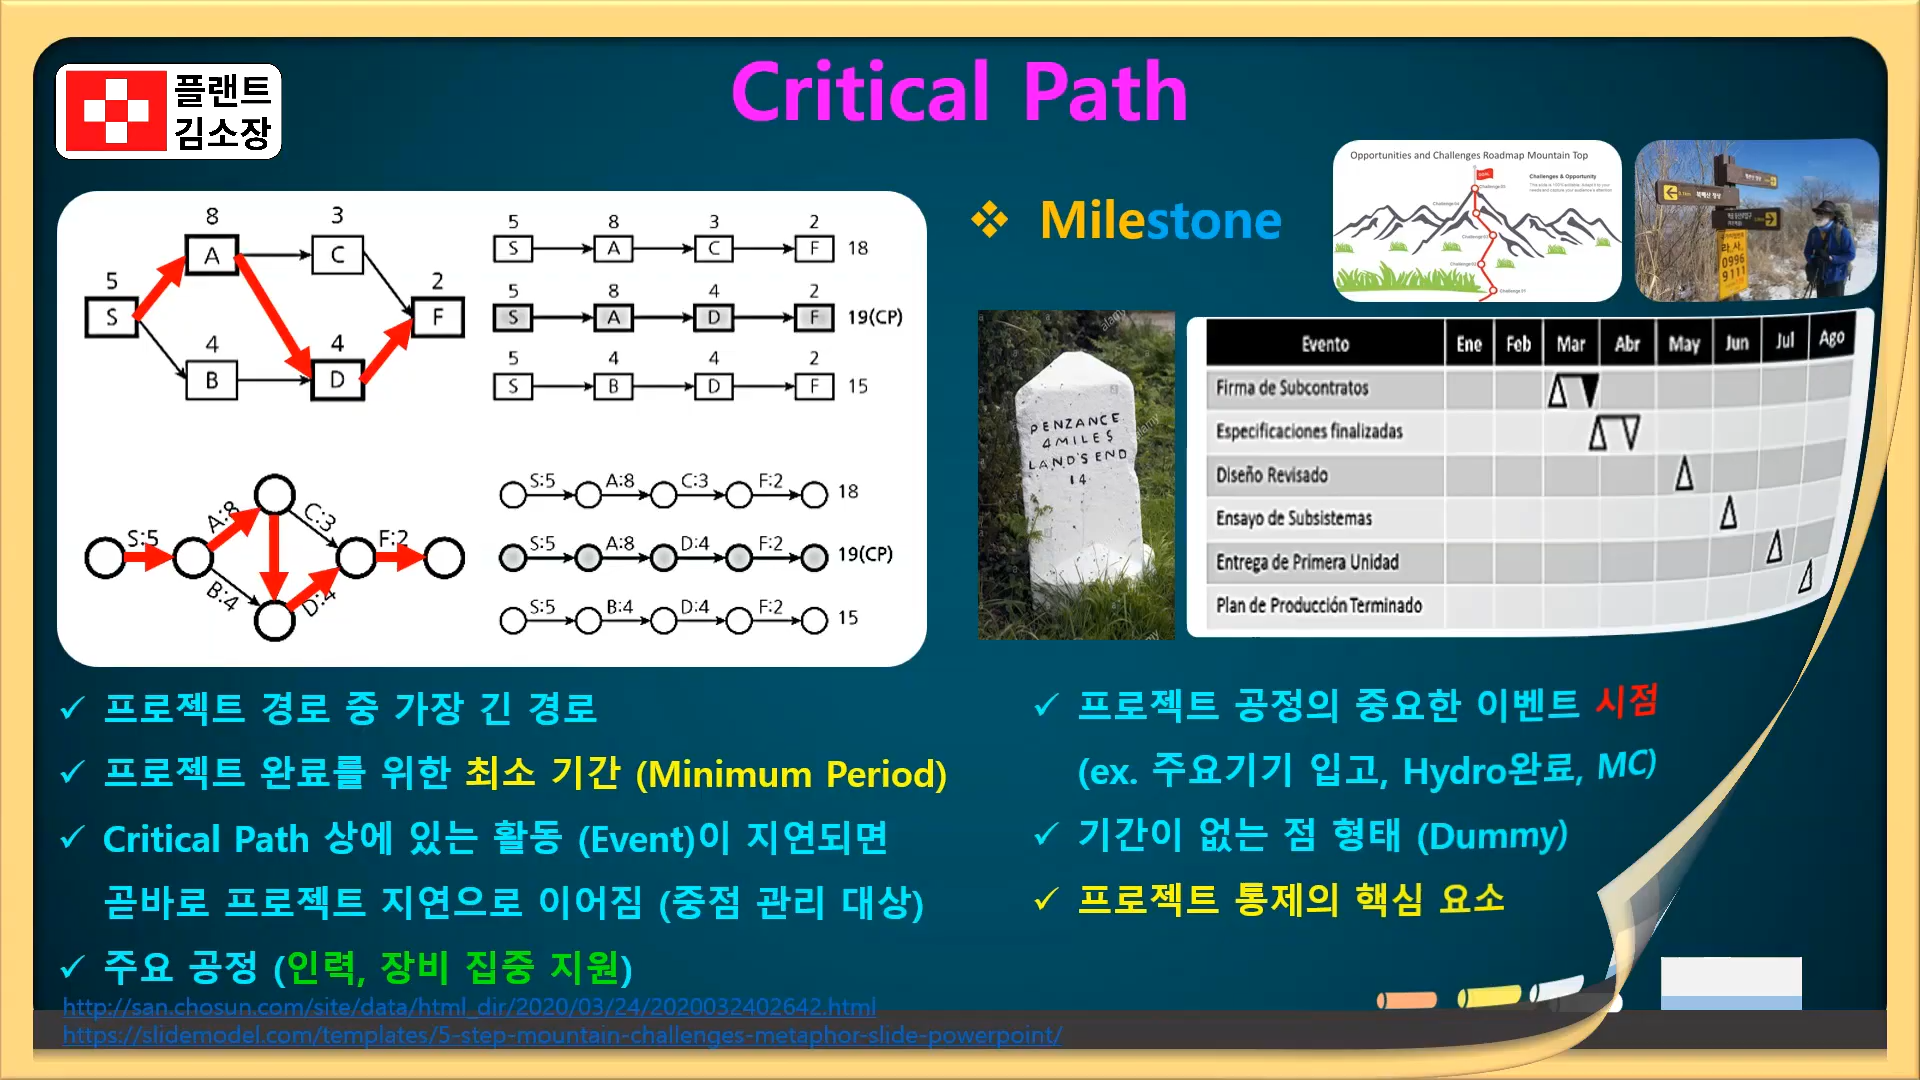 Critical Path
플랜트
김소장
8
3
5
A
C
2
S
F
4
4
B
D
5 8 3 2
S A C F 18
5 8 4 2
S A D F 19(CP)
5 4 4 2
S B D F 15
S:5
A:8
C:3
B:4
D:4
F:2
S:5 A:8 C:3 F:2 18
S:5 A:8 D:4 F:2 19(CP)
S:5 B:4 D:4 F:2 15
프로젝트 경로 중 가장 긴 경로
프로젝트 완료를 위한 최소 기간 (Minimum Period)
Critical Path 상에 있는 활동 (Event)이 지연되면
곧바로 프로젝트 지연으로 이어짐 (중점 관리 대상)
주요 공정 (인력, 장비 집중 지원)
http://san.chosun.com/site/data/html_dir/2020/03/24/2020032402642.html
https://slidemodel.com/templates/5-step-mountain-challenges-metaphor-slide-powerpoint/
Milestone
Opportunities and Challenges Roadmap Mountain Top
Challenges & Opportunity
0996
9111
PENZANCE
4 MILES
LAND'S END
14
alamy
Evento Ene Feb Mar Abr May Jun Jul Ago
Firma de Subcontratos
Especificaciones finalizadas
Diseño Revisado
Ensayo de Subsistemas
Entrega de Primera Unidad
Plan de Producción Terminado
프로젝트 공정의 중요한 이벤트 시점
(ex. 주요기기 입고, Hydro완료, MC)
기간이 없는 점 형태 (Dummy)
프로젝트 통제의 핵심 요소